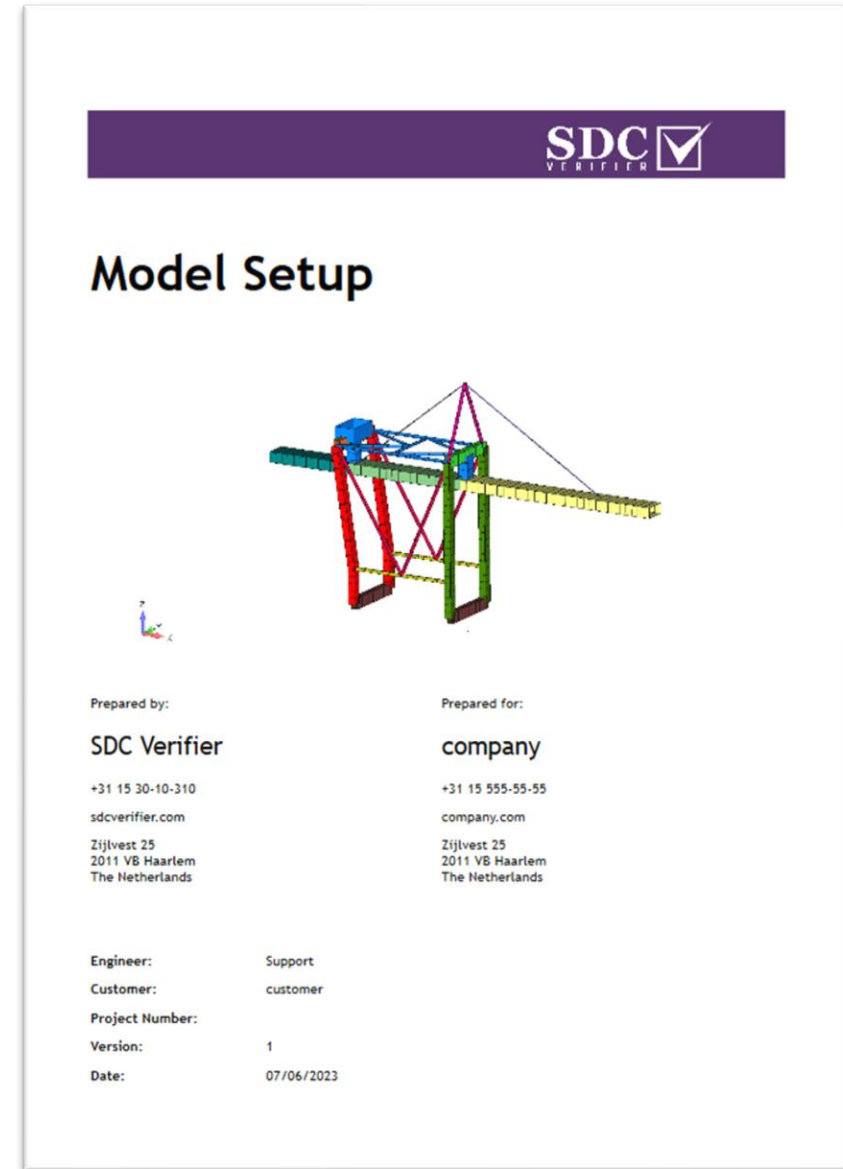 SDC
VERIFIER
Model Setup
Z
Y
X
Prepared by:
Prepared for:
SDC Verifier
company
+31 15 30-10-310
+31 15 555-55-55
sdcverifier.com
company.com
Zijlvest 25
2011 VB Haarlem
The Netherlands
Zijlvest 25
2011 VB Haarlem
The Netherlands
Engineer: Support
Customer: customer
Project Number:
Version: 1
Date: 07/06/2023